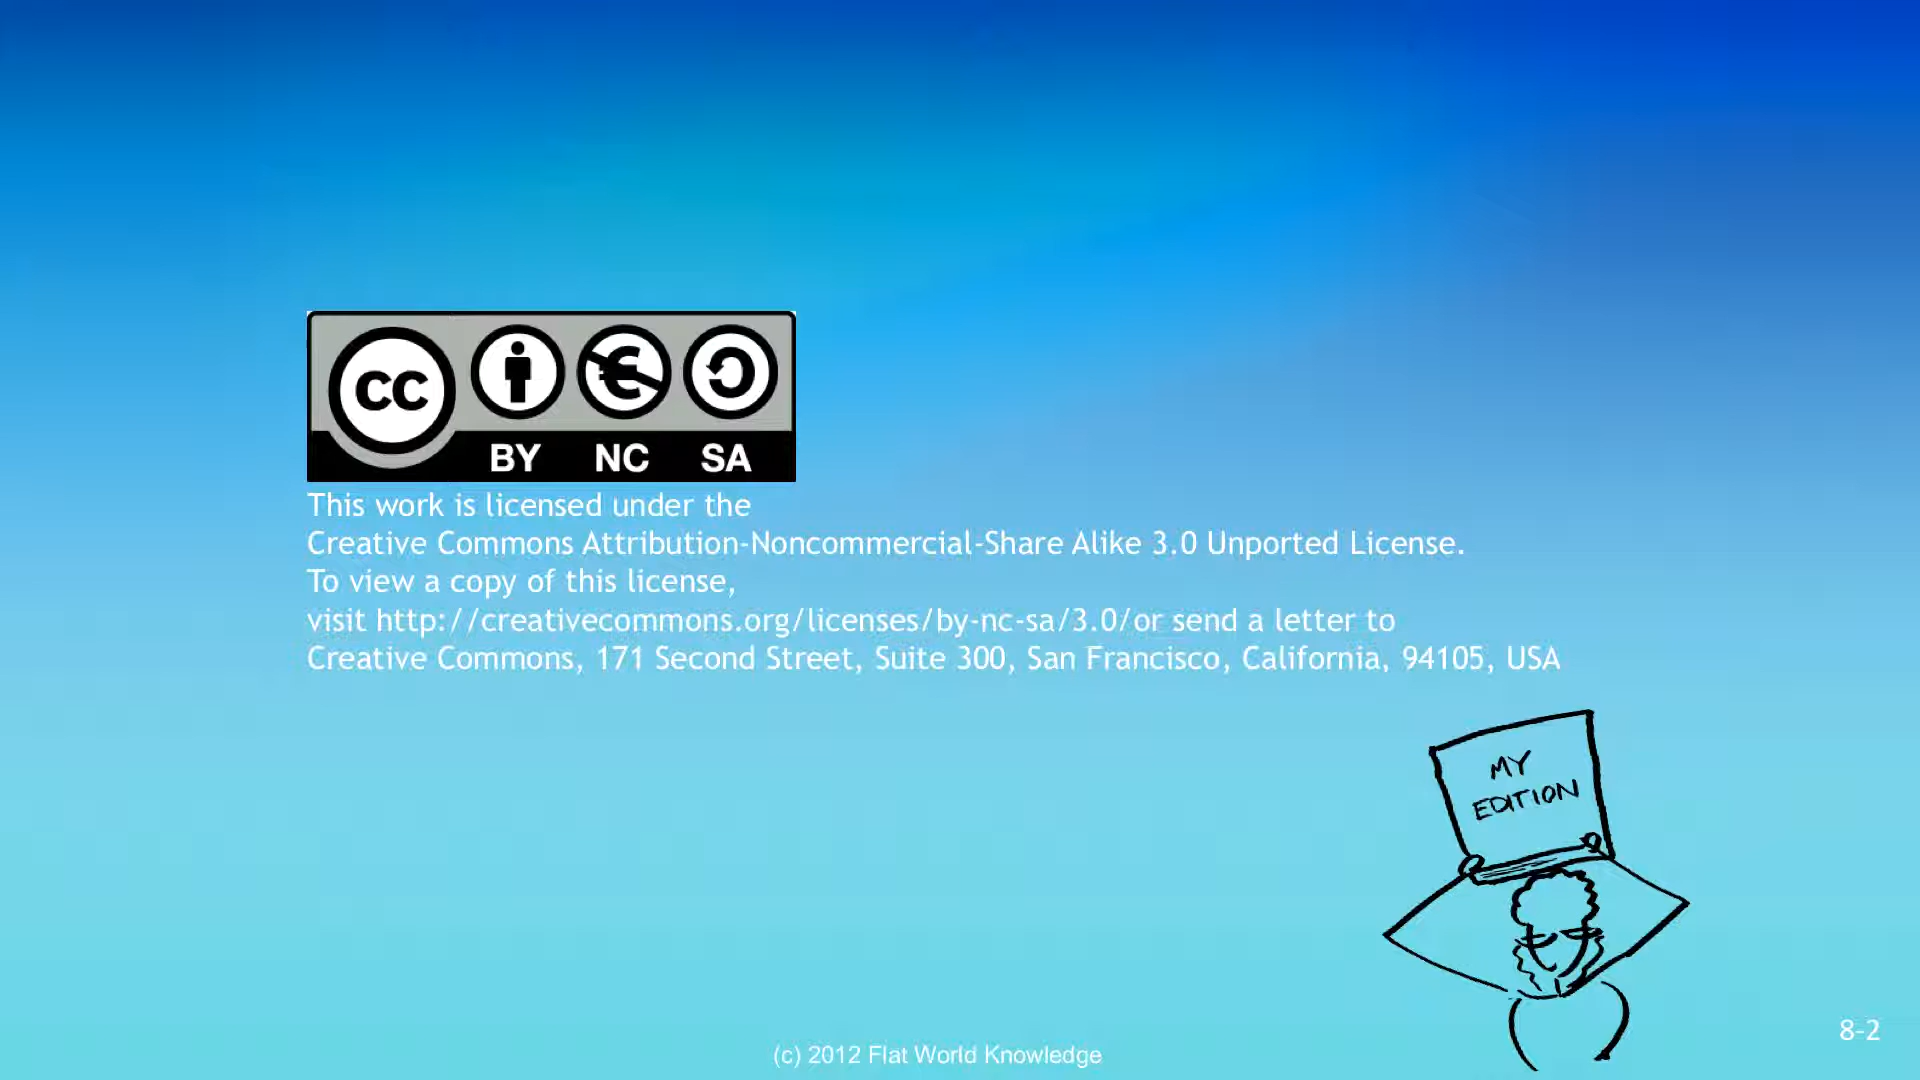 CC
BY NC SA
This work is licensed under the
Creative Commons Attribution-Noncommercial-Share Alike 3.0 Unported License.
To view a copy of this license,
visit http://creativecommons.org/licenses/by-nc-sa/3.0/or send a letter to
Creative Commons, 171 Second Street, Suite 300, San Francisco, California, 94105, USA
MY
EDITION
8-2
(c) 2012 Flat World Knowledge